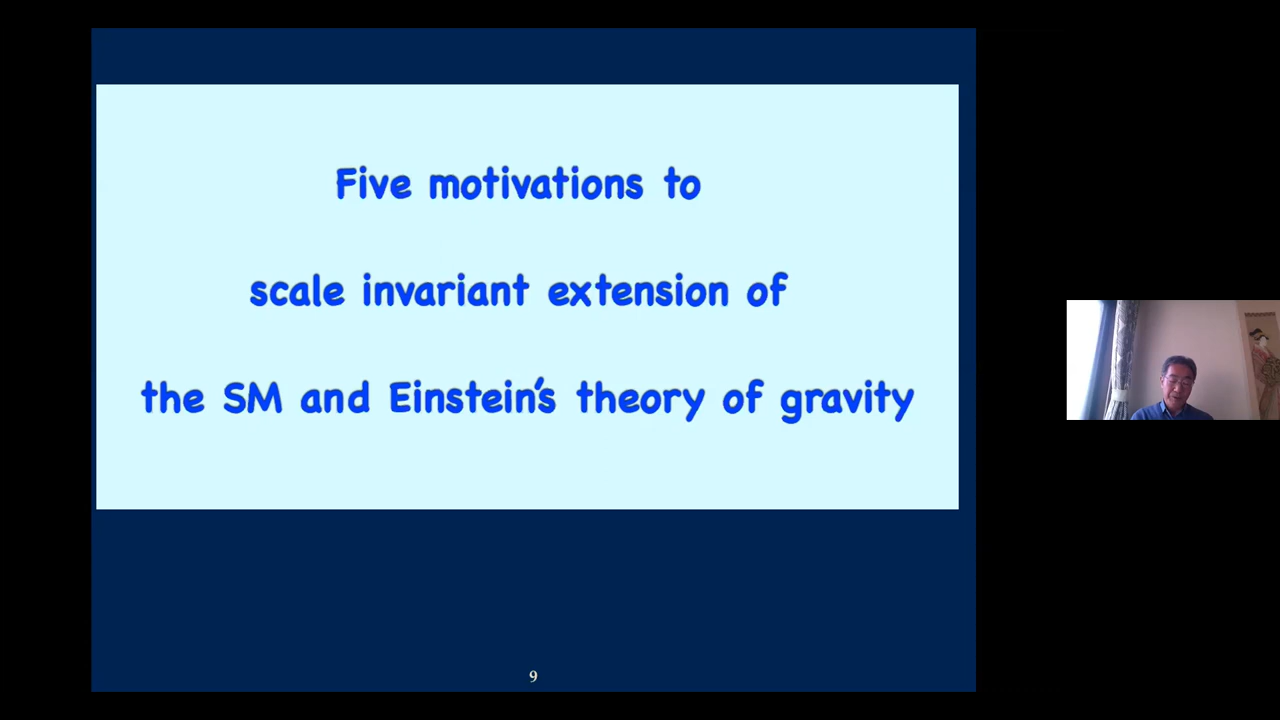 Five motivations to
scale invariant extension of
the SM and Einstein's theory of gravity
9